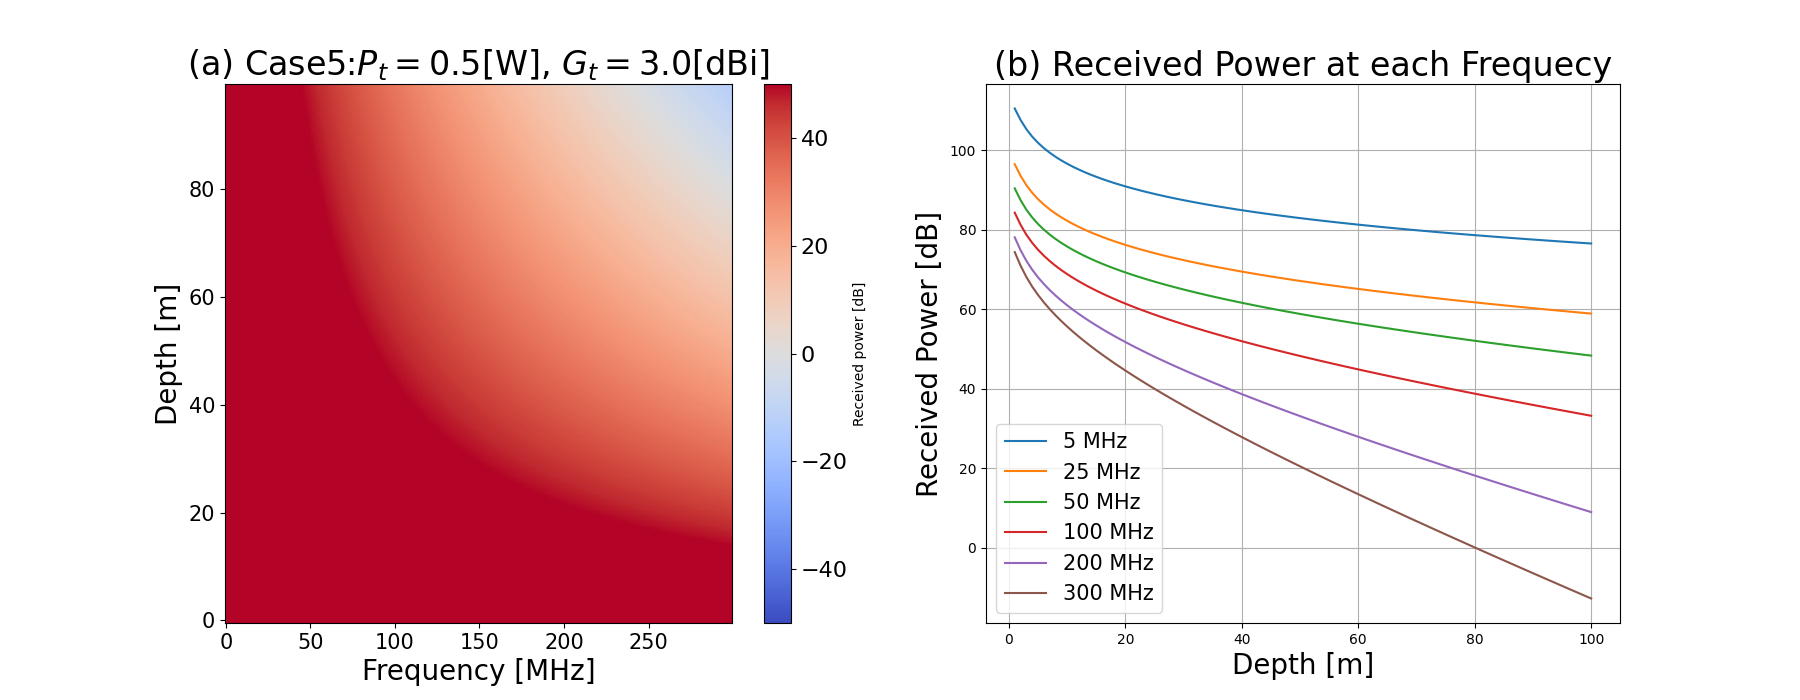 (a) Case5:P_t = 0.5[W], G_t = 3.0[dBi]
Depth [m]
80
60
40
20
0
0 50 100 150 200 250
Frequency [MHz]
40
20
0
−20
−40
Received power [dB]
(b) Received Power at each Frequecy
Received Power [dB]
100
80
60
40
20
0
5 MHz
25 MHz
50 MHz
100 MHz
200 MHz
300 MHz
0 20 40 60 80 100
Depth [m]